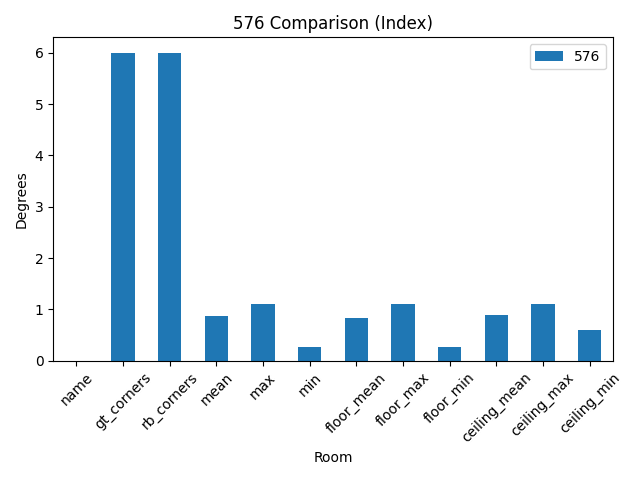 576 Comparison (Index)
576
Degrees
6
5
4
3
2
1
0
name
gt_corners
rb_corners
mean
max
min
floor_mean
floor_max
floor_min
ceiling_mean
ceiling_max
ceiling_min
Room